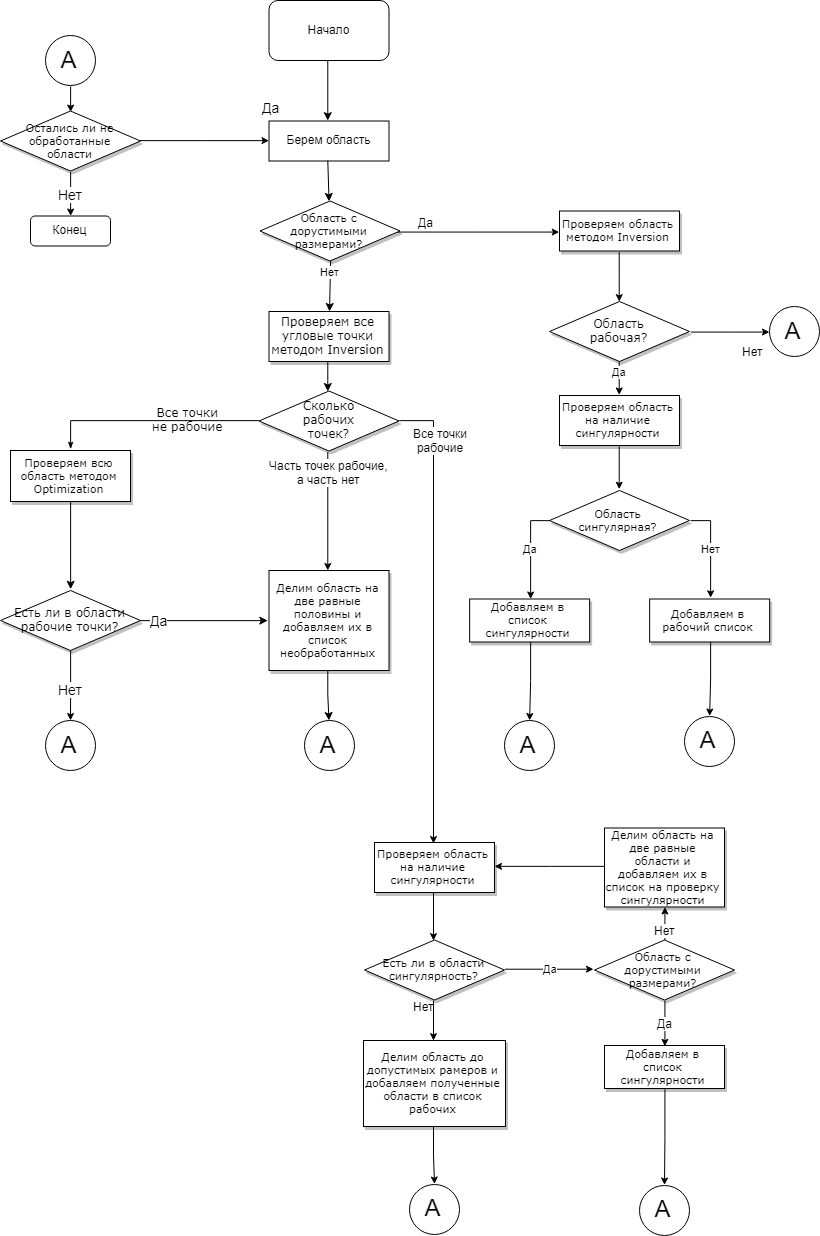 Начало
А
Да
Остались ли не
обработанные
области
Берем область
Нет
Конец
Область с
дорустимыми
размерами?
Да
Проверяем область
методом Inversion
Нет
Проверяем все
угловые точки
методом Inversion
Область
рабочая?
А
Нет
Да
Сколько
рабочих
точек?
Все точки
не рабочие
Все точки
рабочие
Проверяем область
на наличие
сингулярности
Проверяем всю
область методом
Optimization
Часть точек рабочие,
а часть нет
Область
сингулярная?
Да
Нет
Есть ли в области
рабочие точки?
Да
Делим область на
две равные
половины и
добавляем их в
список
необработанных
Добавляем в
список
сингулярности
Добавляем в
рабочий список
Нет
А
А
А
А
Проверяем область
на наличие
сингулярности
Делим область на
две равные
области и
добавляем их в
список на проверку
сингулярности
Нет
Есть ли в области
сингулярность?
Да
Область с
дорустимыми
размерами?
Нет
Да
Делим область до
допустимых рамеров и
добавляем полученные
области в список
рабочих
Добавляем в
список
сингулярности
А
А